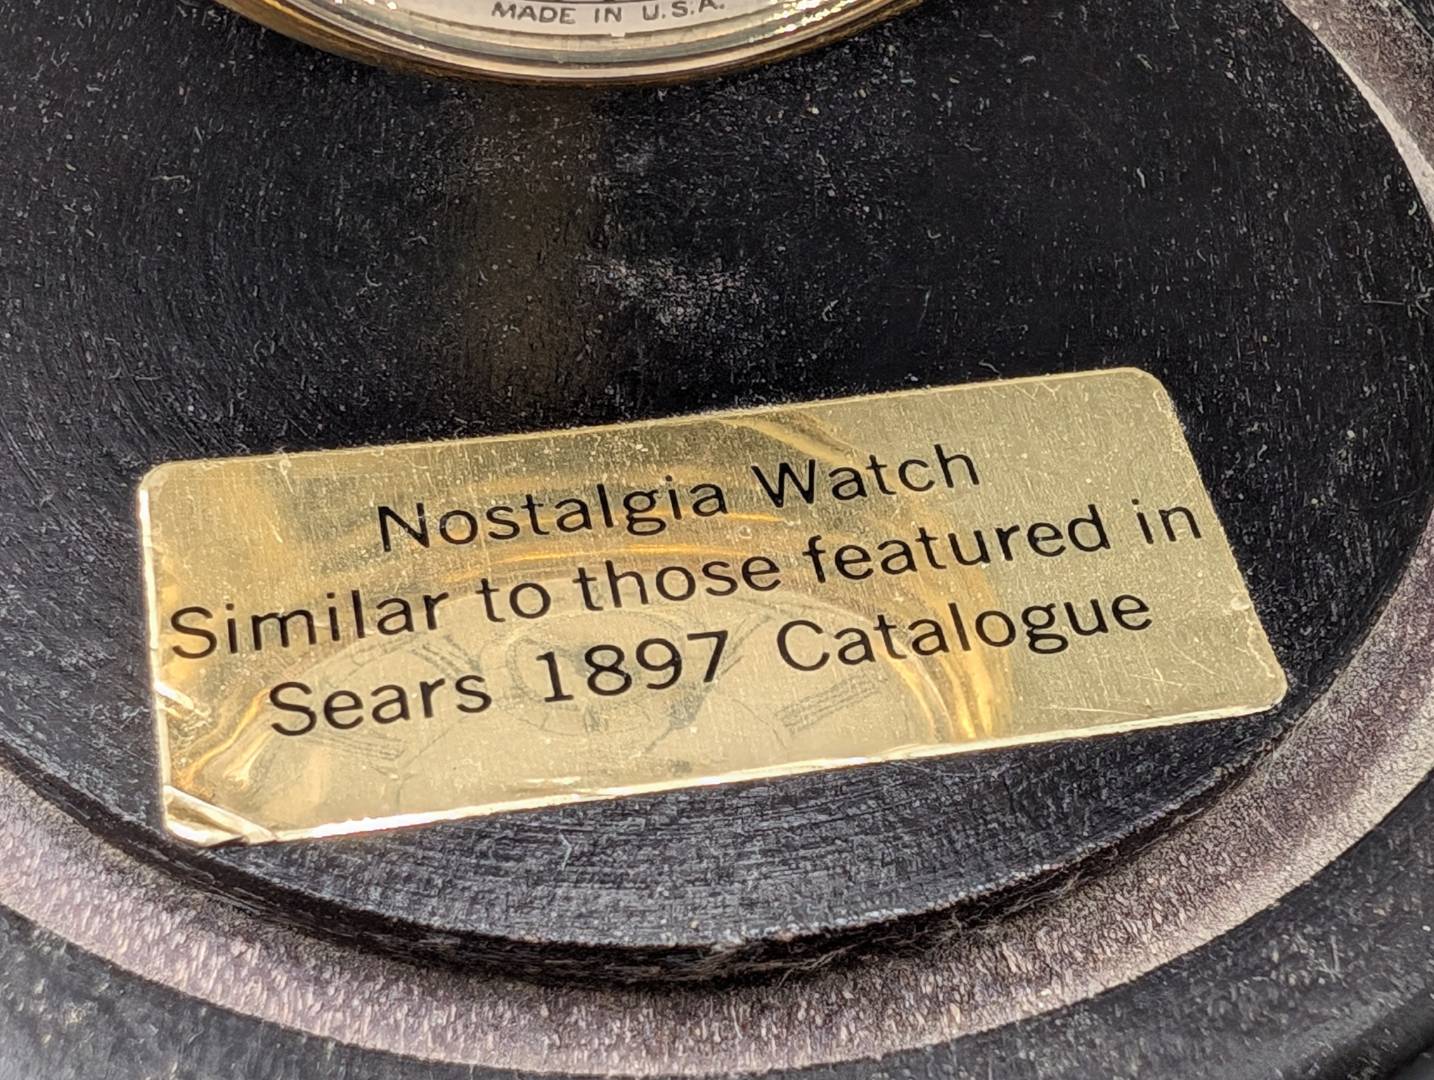 MADE IN U.S.A.
Nostalgia Watch
Similar to those featured in
Sears 1897 Catalogue